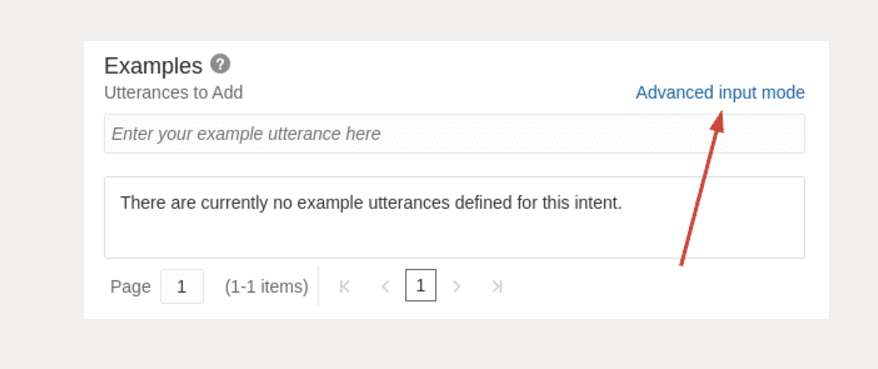 Examples ?
Utterances to Add
Advanced input mode
Enter your example utterance here
There are currently no example utterances defined for this intent.
Page 1 (1-1 items) 1